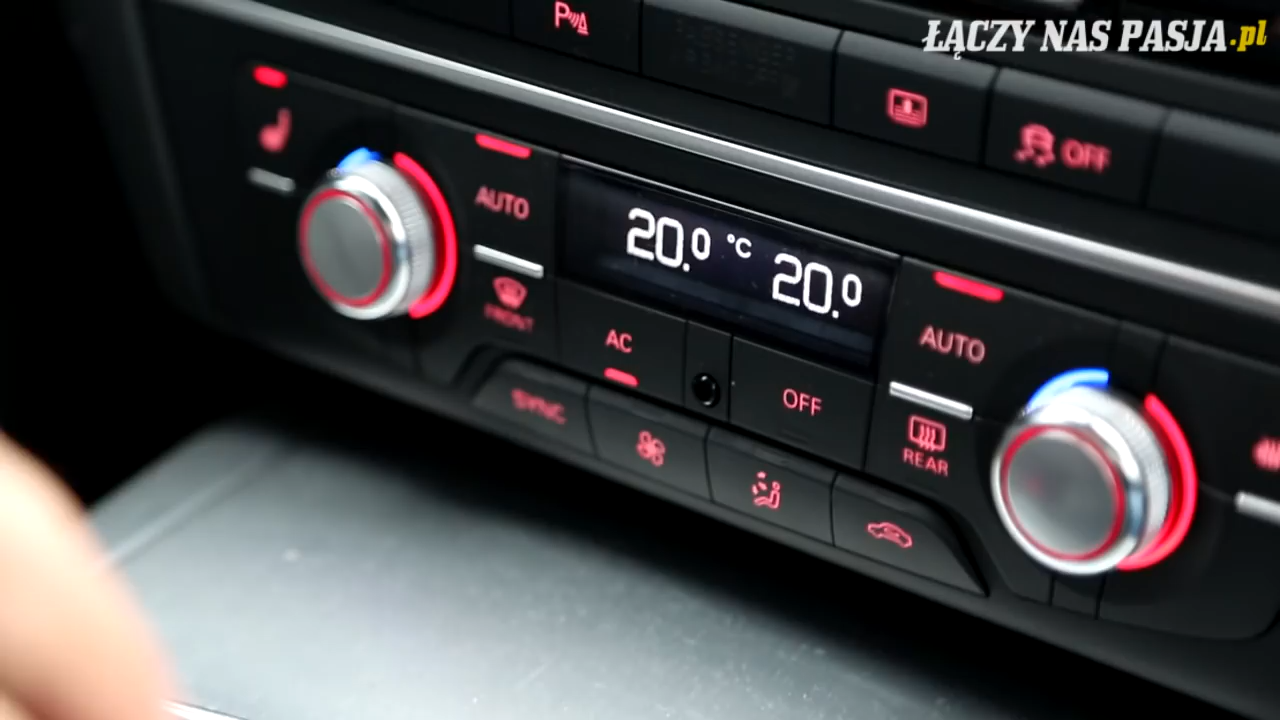 ŁĄCZY NAS PASJA.pl
P
OFF
AUTO
20.0 °C 20.0
FRONT
AC
AUTO
OFF
SYNC
REAR